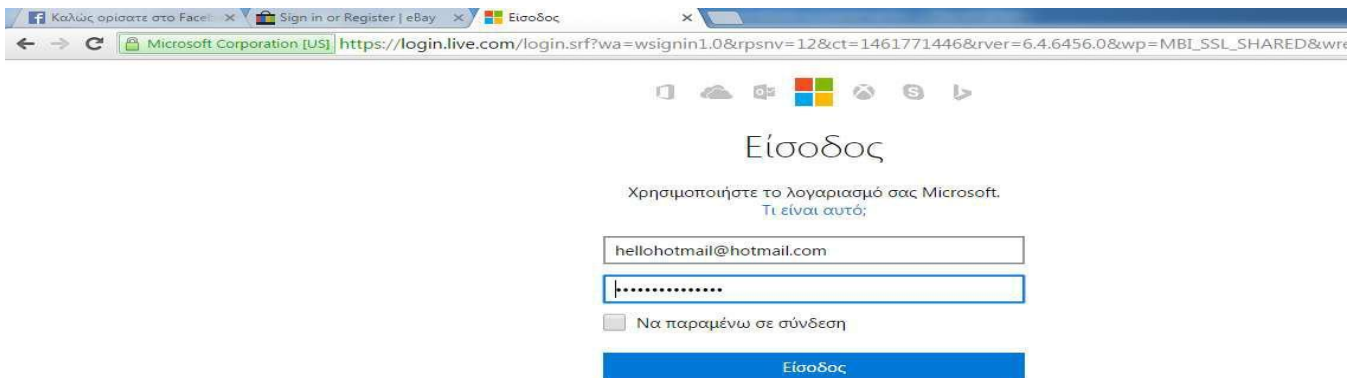 Καλώς ορίσατε στο Faceb
Sign in or Register | eBay
Είσοδος
Microsoft Corporation [US] https://login.live.com/login.srf?wa=wsignin1.0&rpsnv=12&ct=1461771446&rver=6.4.6456.0&wp=MBI_SSL_SHARED&wre
Είσοδος
Χρησιμοποιήστε το λογαριασμό σας Microsoft.
Τι είναι αυτό;
hellohotmail@hotmail.com
Να παραμένω σε σύνδεση
Είσοδος